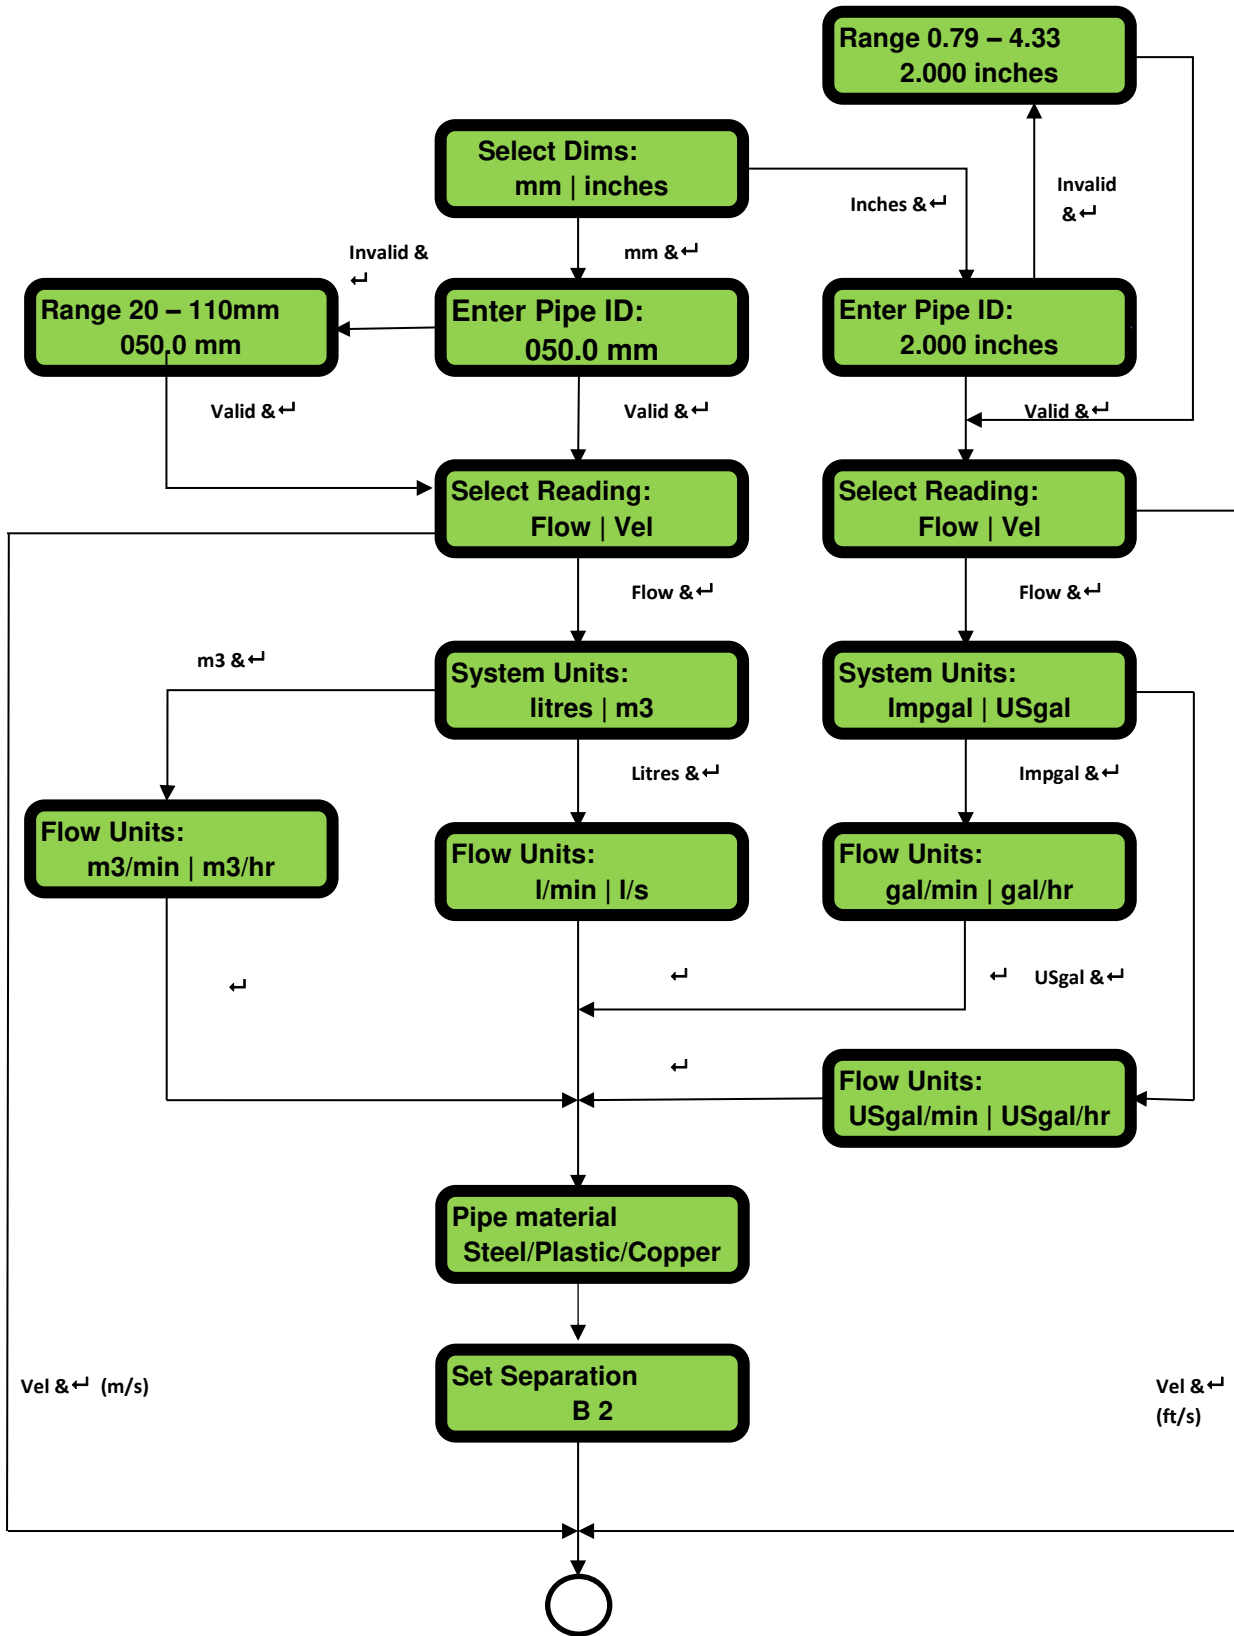 Range 0.79 – 4.33
2.000 inches
Select Dims:
mm | inches
Inches &↵
Invalid
&↵
Invalid &
↵
mm &↵
Range 20 – 110mm
050.0 mm
Enter Pipe ID:
050.0 mm
Enter Pipe ID:
2.000 inches
Valid &↵
Valid &↵
Valid &↵
Select Reading:
Flow | Vel
Select Reading:
Flow | Vel
Flow &↵
Flow &↵
m3 &↵
System Units:
litres | m3
System Units:
Impgal | USgal
Litres &↵
Impgal &↵
Flow Units:
m3/min | m3/hr
Flow Units:
l/min | l/s
Flow Units:
gal/min | gal/hr
↵
↵
↵
USgal &↵
↵
Flow Units:
USgal/min | USgal/hr
Pipe material
Steel/Plastic/Copper
Set Separation
B 2
Vel &↵ (m/s)
Vel &↵
(ft/s)